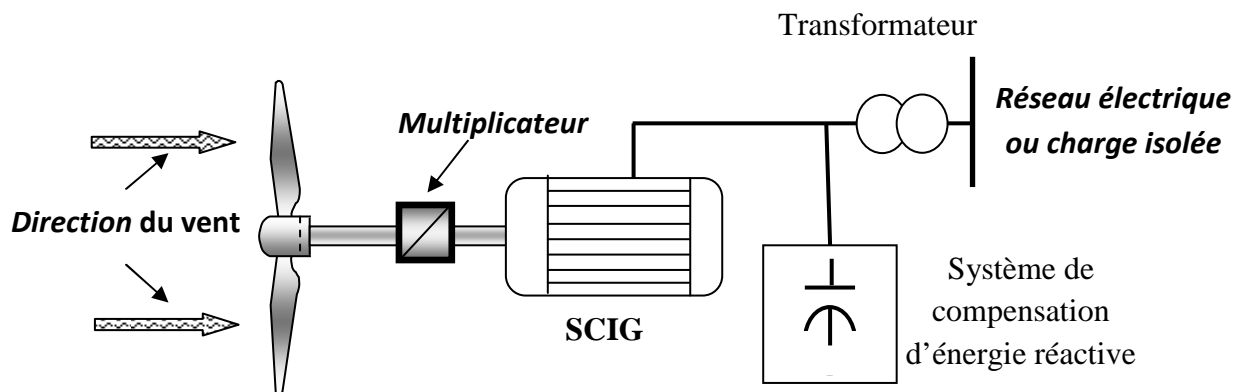 Transformateur
Réseau électrique
ou charge isolée
Multiplicateur
Direction du vent
SCIG
Système de
compensation
d’énergie réactive